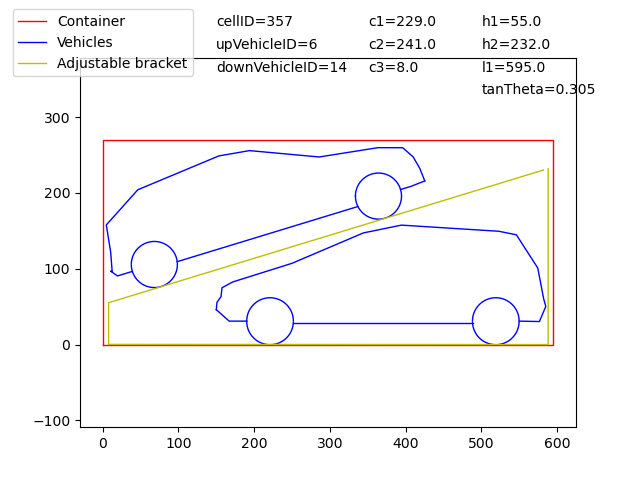 Container
Vehicles
Adjustable bracket
cellID=357
upVehicleID=6
downVehicleID=14
c1=229.0
c2=241.0
c3=8.0
h1=55.0
h2=232.0
l1=595.0
tanTheta=0.305
300
200
100
0
−100
0 100 200 300 400 500 600